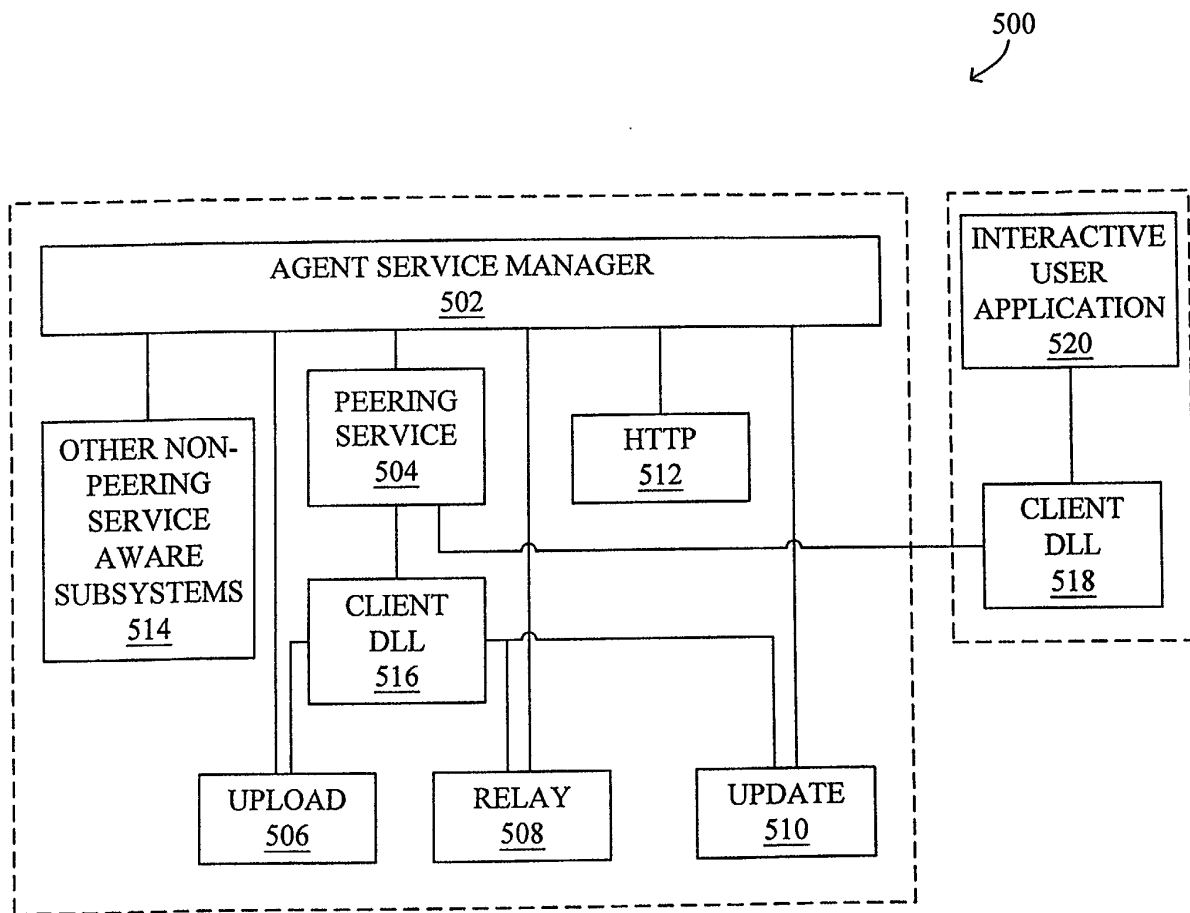 500
AGENT SERVICE MANAGER
502
INTERACTIVE
USER
APPLICATION
520
OTHER NON-
PEERING
SERVICE
AWARE
SUBSYSTEMS
514
PEERING
SERVICE
504
HTTP
512
CLIENT
DLL
516
CLIENT
DLL
518
UPLOAD
506
RELAY
508
UPDATE
510